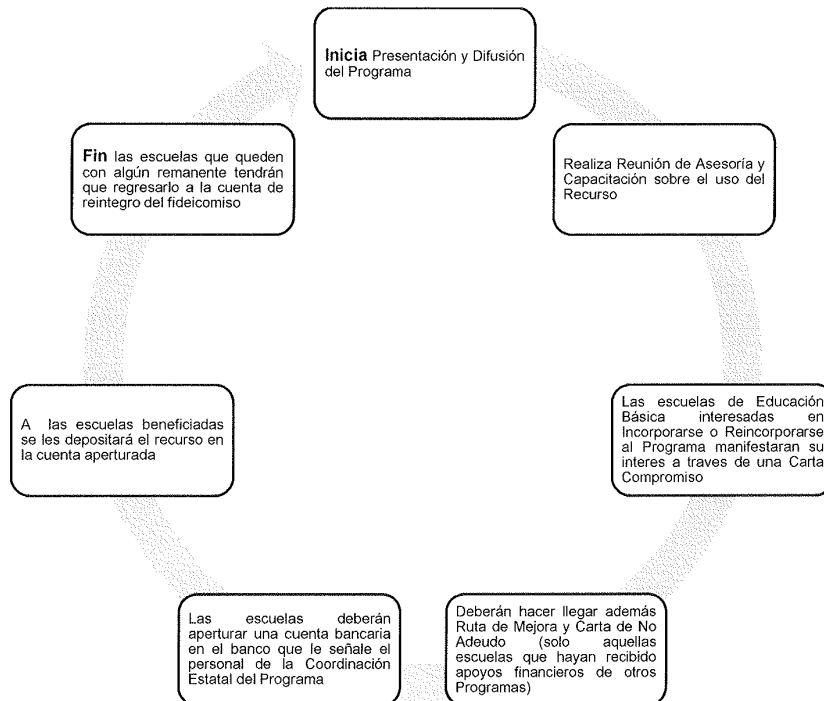 Inicia Presentación y Difusión
del Programa
Realiza Reunión de Asesoría y
Capacitación sobre el uso del
Recurso
Las escuelas de Educación
Básica interesadas en
Incorporarse o Reincorporarse
al Programa manifestaran su
interes a traves de una Carta
Compromiso
Deberán hacer llegar además
Ruta de Mejora y Carta de No
Adeudo (solo aquellas
escuelas que hayan recibido
apoyos financieros de otros
Programas)
Las escuelas deberán
aperturar una cuenta bancaria
en el banco que le señale el
personal de la Coordinación
Estatal del Programa
A las escuelas beneficiadas
se les depositará el recurso en
la cuenta aperturada
Fin las escuelas que queden
con algún remanente tendrán
que regresarlo a la cuenta de
reintegro del fideicomiso